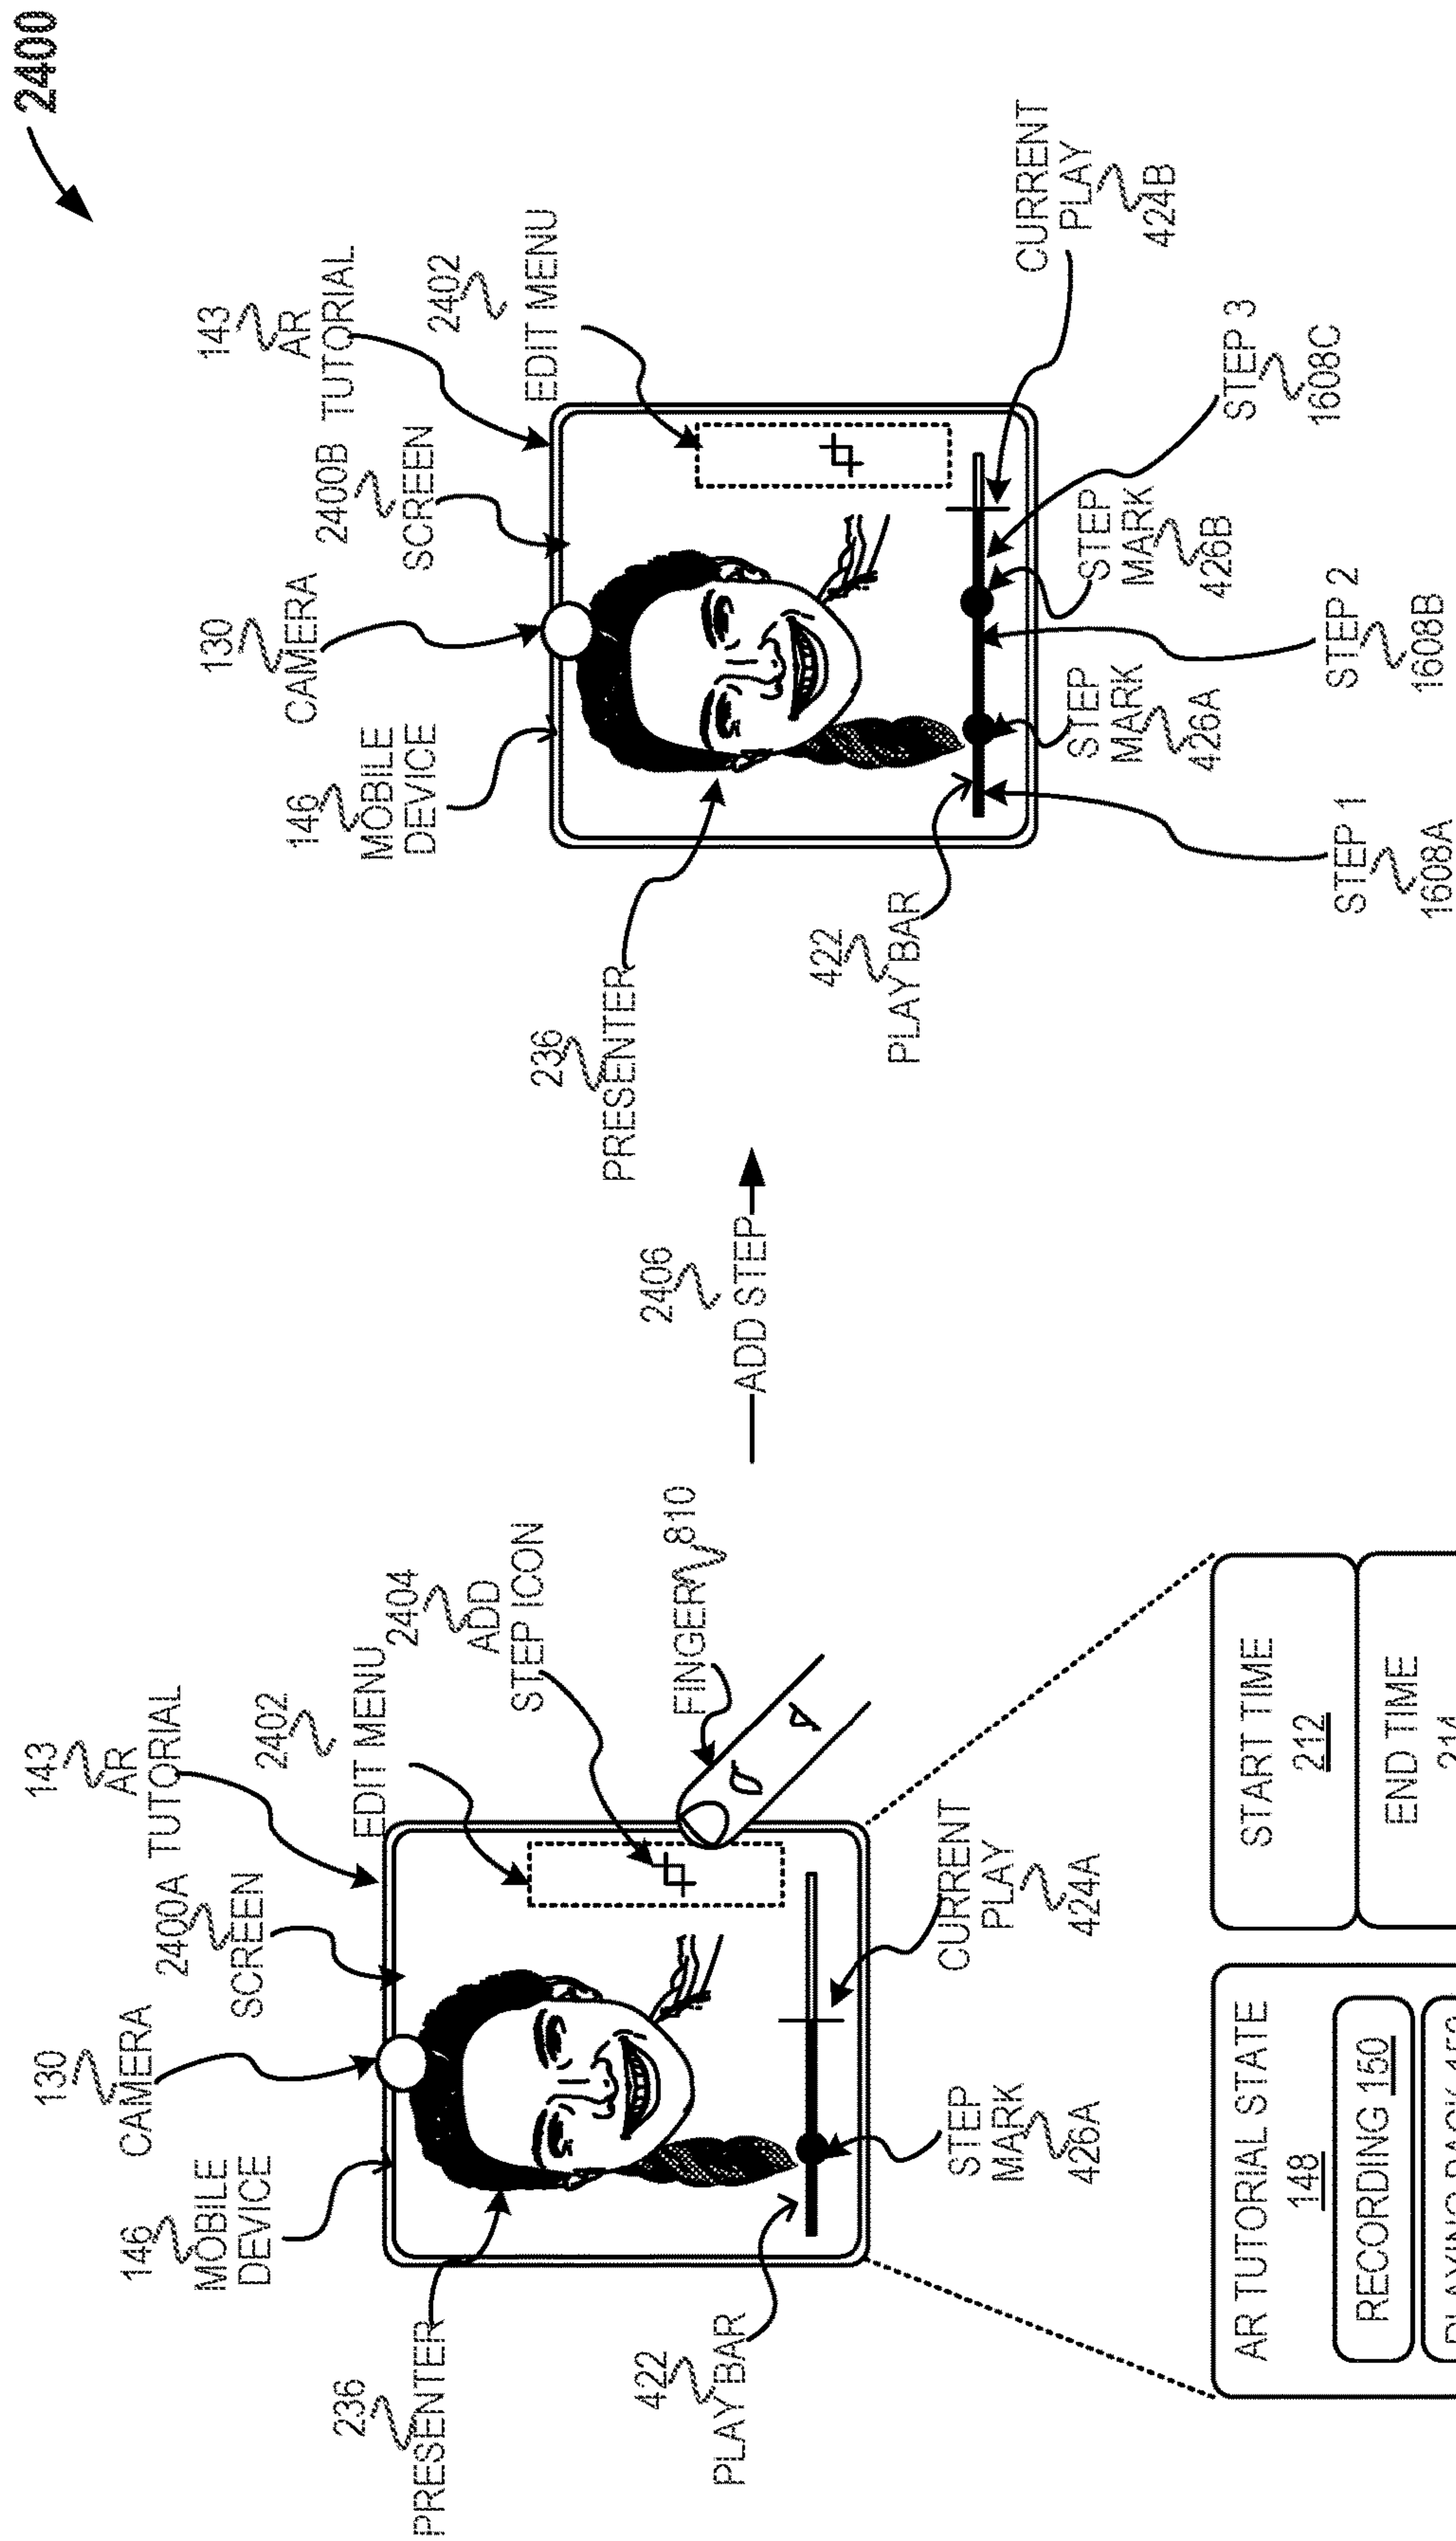 2400
143
AR
TUTORIAL
2400A
SCREEN
130
CAMERA
146
MOBILE
DEVICE
236
PRESENTER
422
PLAY BAR
2402
EDIT MENU
2404
ADD
STEP ICON
FINGER 810
CURRENT
PLAY
424A
STEP
MARK
426A
2406
ADD STEP
143
AR
TUTORIAL
2400B
SCREEN
130
CAMERA
146
MOBILE
DEVICE
236
PRESENTER
422
PLAY BAR
2402
EDIT MENU
CURRENT
PLAY
424B
STEP 3
1608C
STEP
MARK
426B
STEP 2
1608B
STEP
MARK
426A
STEP 1
1608A
AR TUTORIAL STATE
148
RECORDING 150
START TIME
212
END TIME